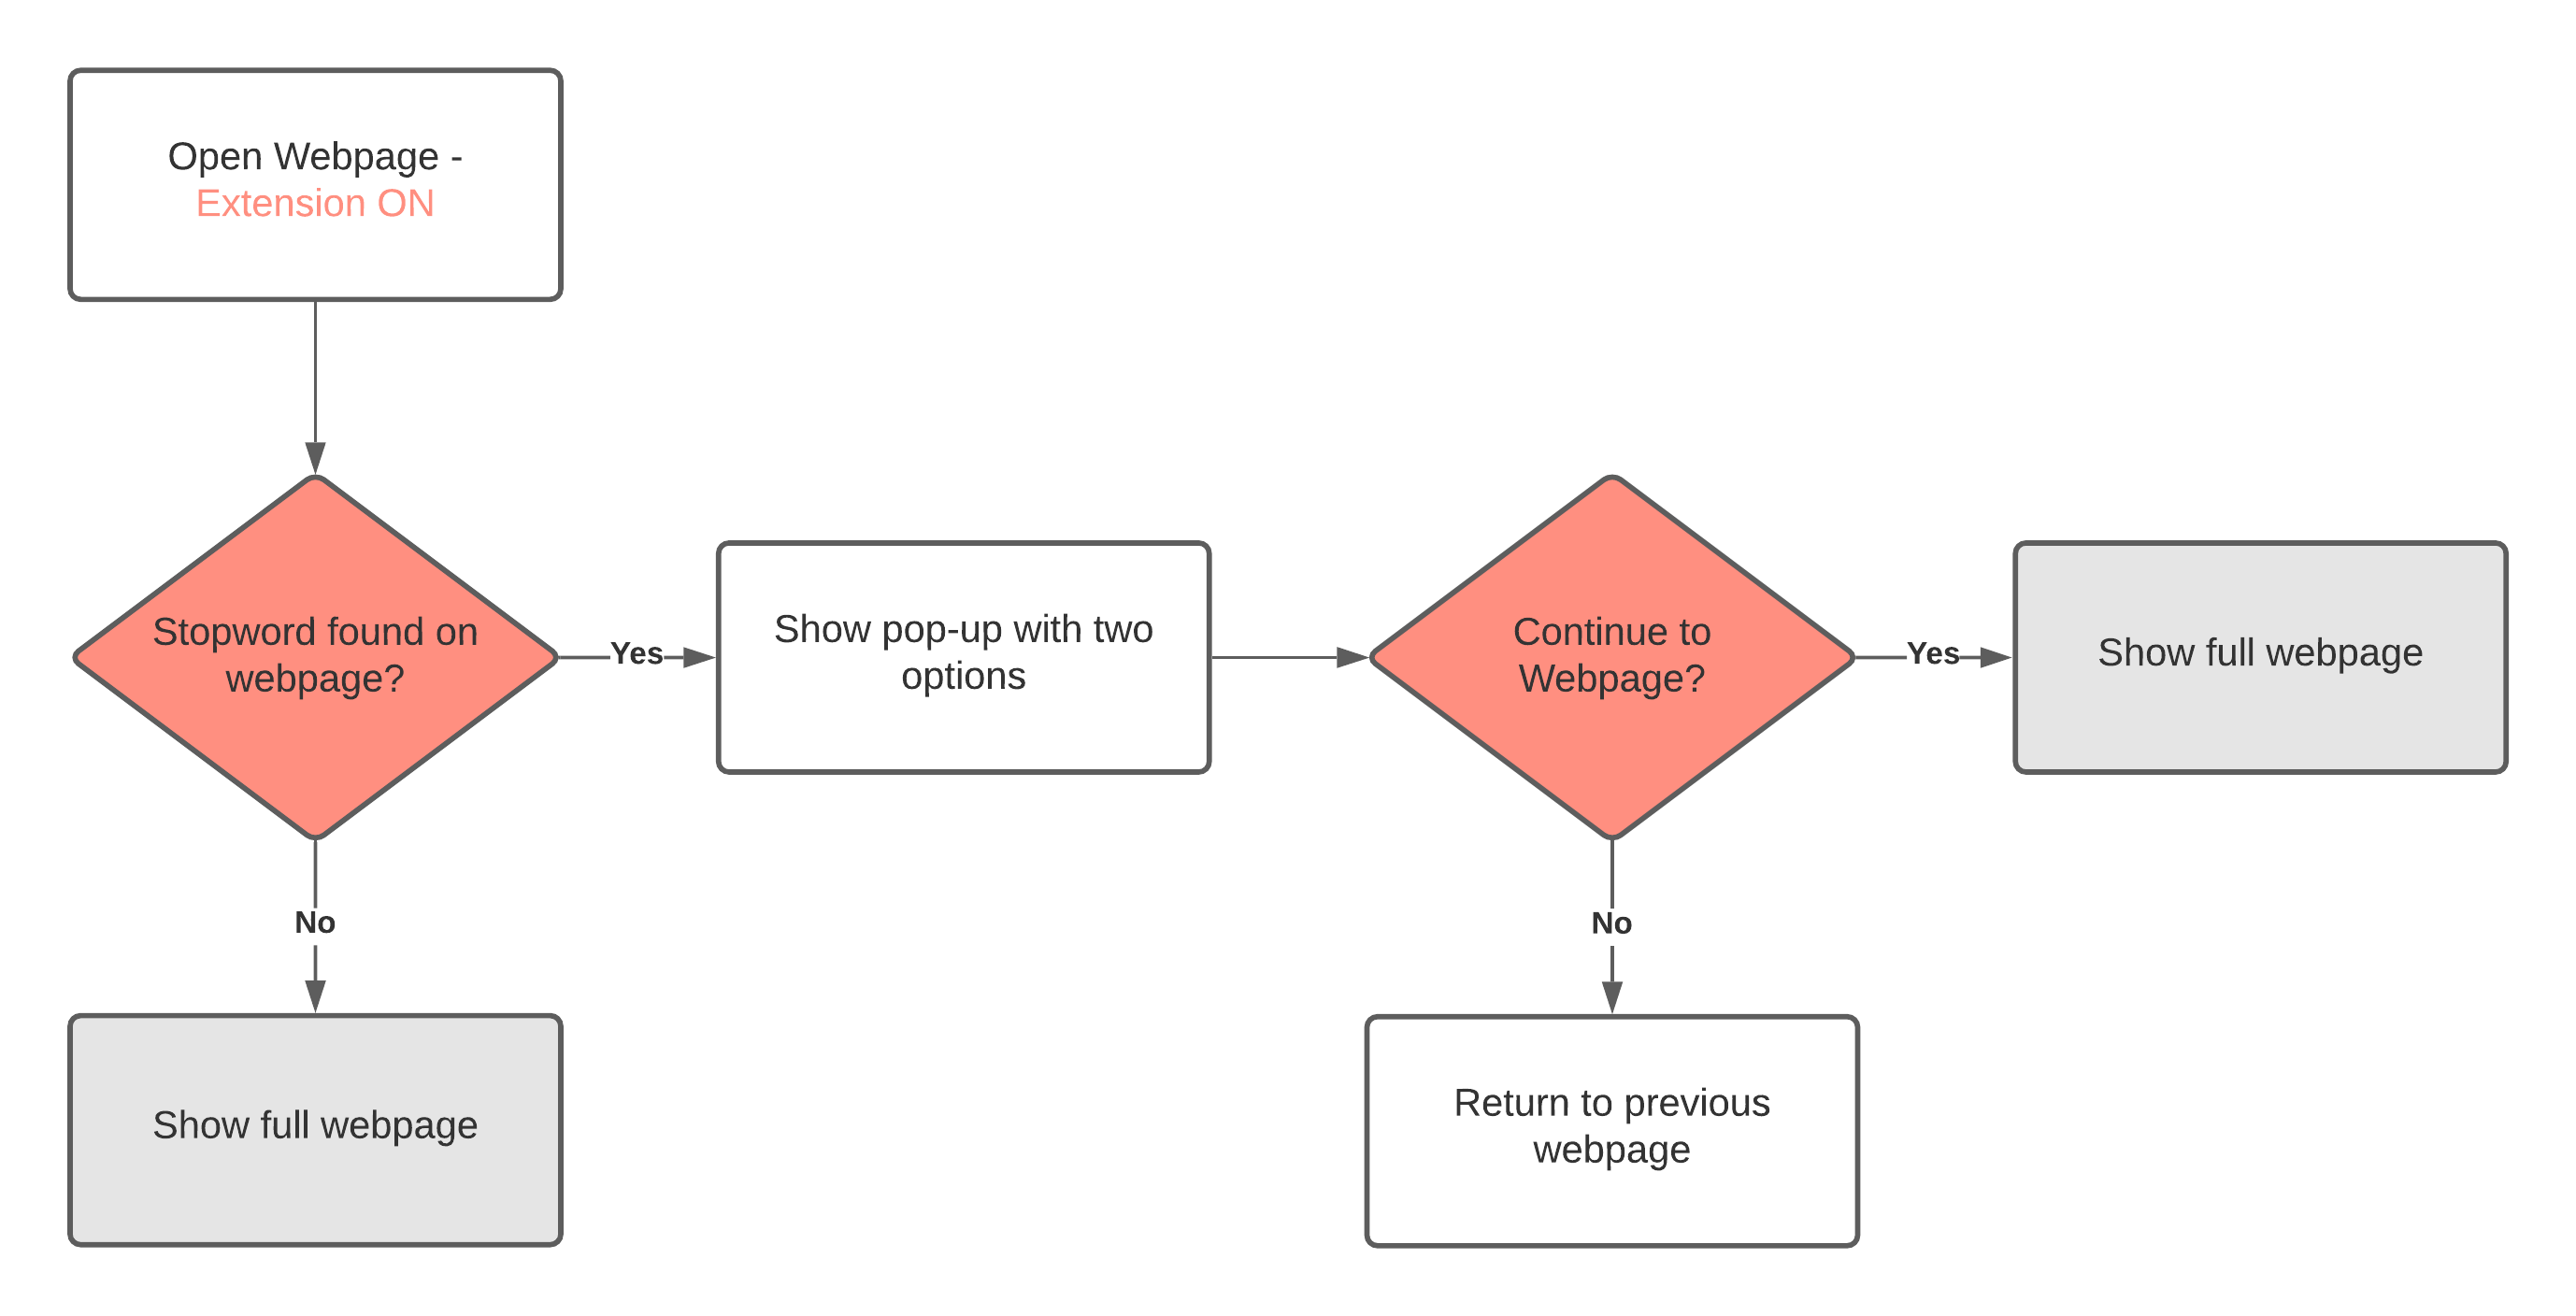 Open Webpage -
Extension ON
Stopword found on
webpage?
Yes
Show pop-up with two
options
Continue to
Webpage?
Yes
Show full webpage
No
No
Show full webpage
Return to previous
webpage